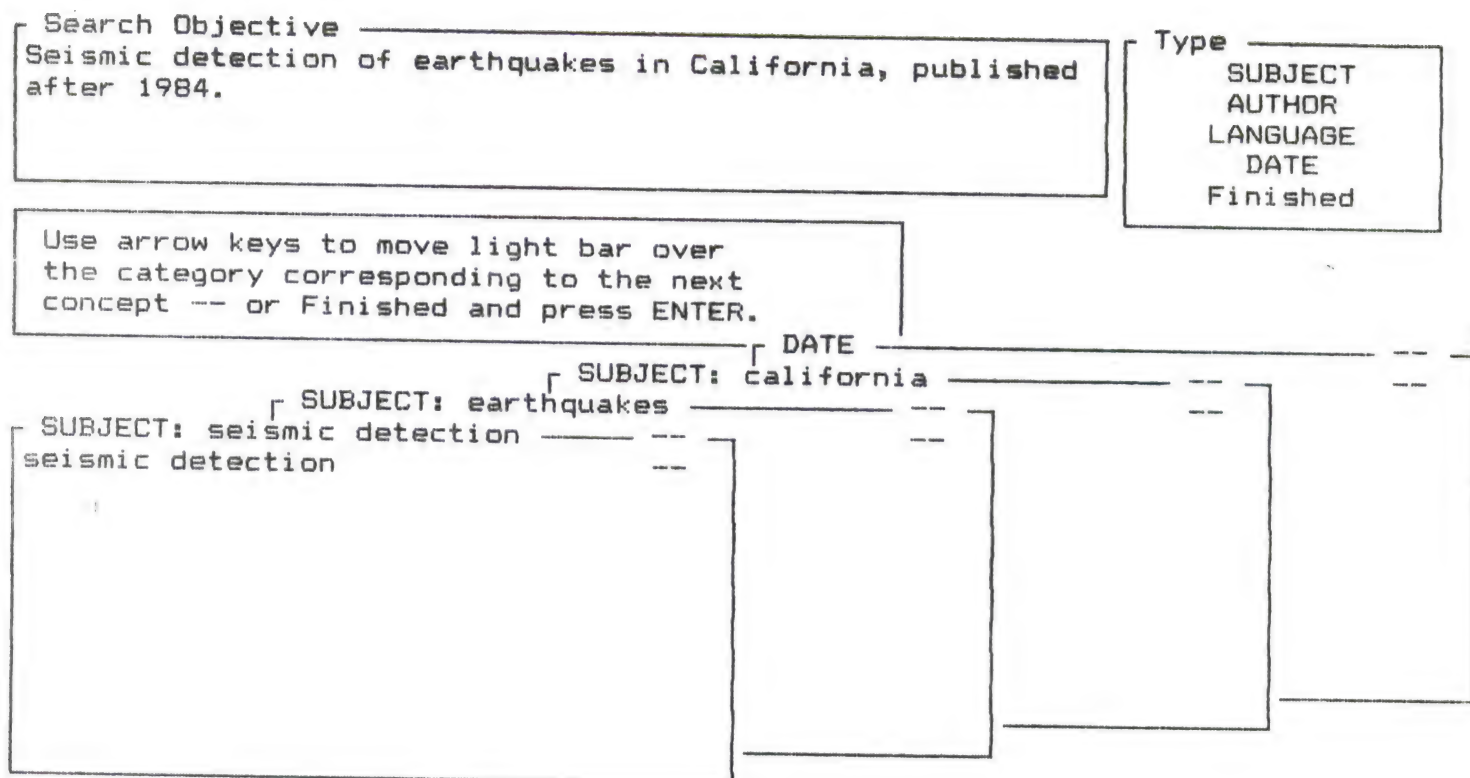 Search Objective
Seismic detection of earthquakes in California, published
after 1984.
Type
SUBJECT
AUTHOR
LANGUAGE
DATE
Finished
Use arrow keys to move light bar over
the category corresponding to the next
concept -- or Finished and press ENTER.
DATE --
--
SUBJECT: california --
--
SUBJECT: earthquakes --
--
SUBJECT: seismic detection --
seismic detection --